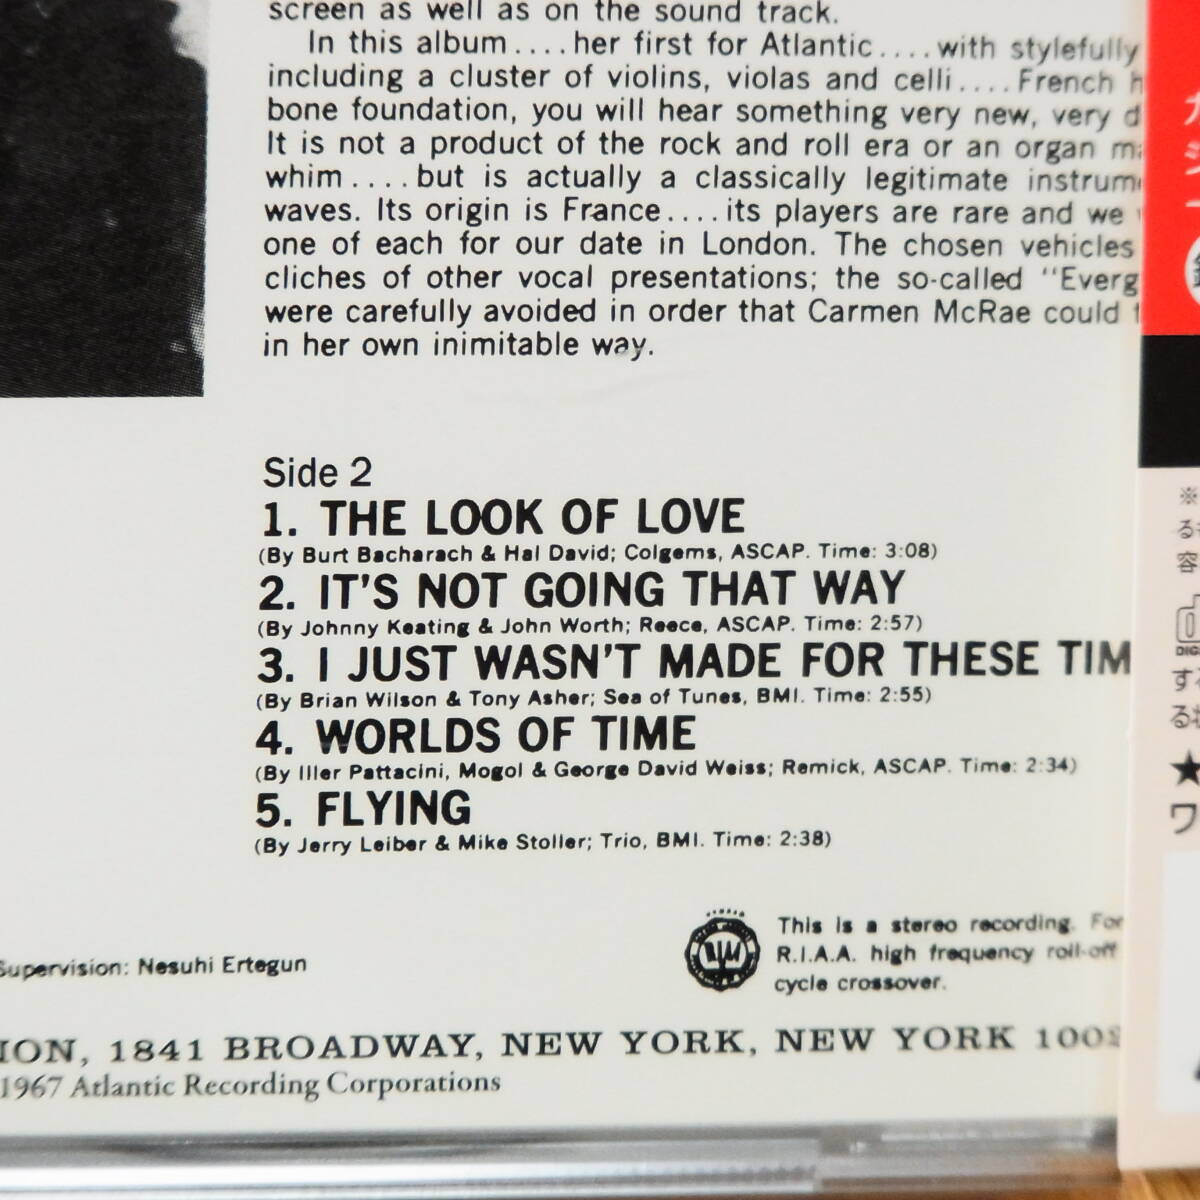 screen as well as on the sound track.
In this album....her first for Atlantic....with stylefully
including a cluster of violins, violas and celli....French
bone foundation, you will hear something very new, very
It is not a product of the rock and roll era or an organ
whim....but is actually a classically legitimate
waves. Its origin is France....its players are rare and we
one of each for our date in London. The chosen vehicles
cliches of other vocal presentations; the so-called
were carefully avoided in order that Carmen McRae could
in her own inimitable way.
Side 2
1. THE LOOK OF LOVE
(By Burt Bacharach & Hal David; Colgems, ASCAP. Time: 3:08)
2. IT'S NOT GOING THAT WAY
(By Johnny Keating & John Worth; Reece, ASCAP. Time: 2:57)
3. I JUST WASN'T MADE FOR THESE TIM
(By Brian Wilson & Tony Asher; Sea of Tunes, BMI. Time: 2:55)
4. WORLDS OF TIME
(By Iller Pattacini, Mogol & George David Weiss; Remick, ASCAP. Time: 2:34)
5. FLYING
(By Jerry Leiber & Mike Stoller; Trio, BMI. Time: 2:38)
This is a stereo recording. For
R.I.A.A. high frequency roll-off
cycle crossover.
Supervision: Nesuhi Ertegun
ION, 1841 BROADWAY, NEW YORK, NEW YORK
1967 Atlantic Recording Corporations
※
る
容
する
る
★
ワ